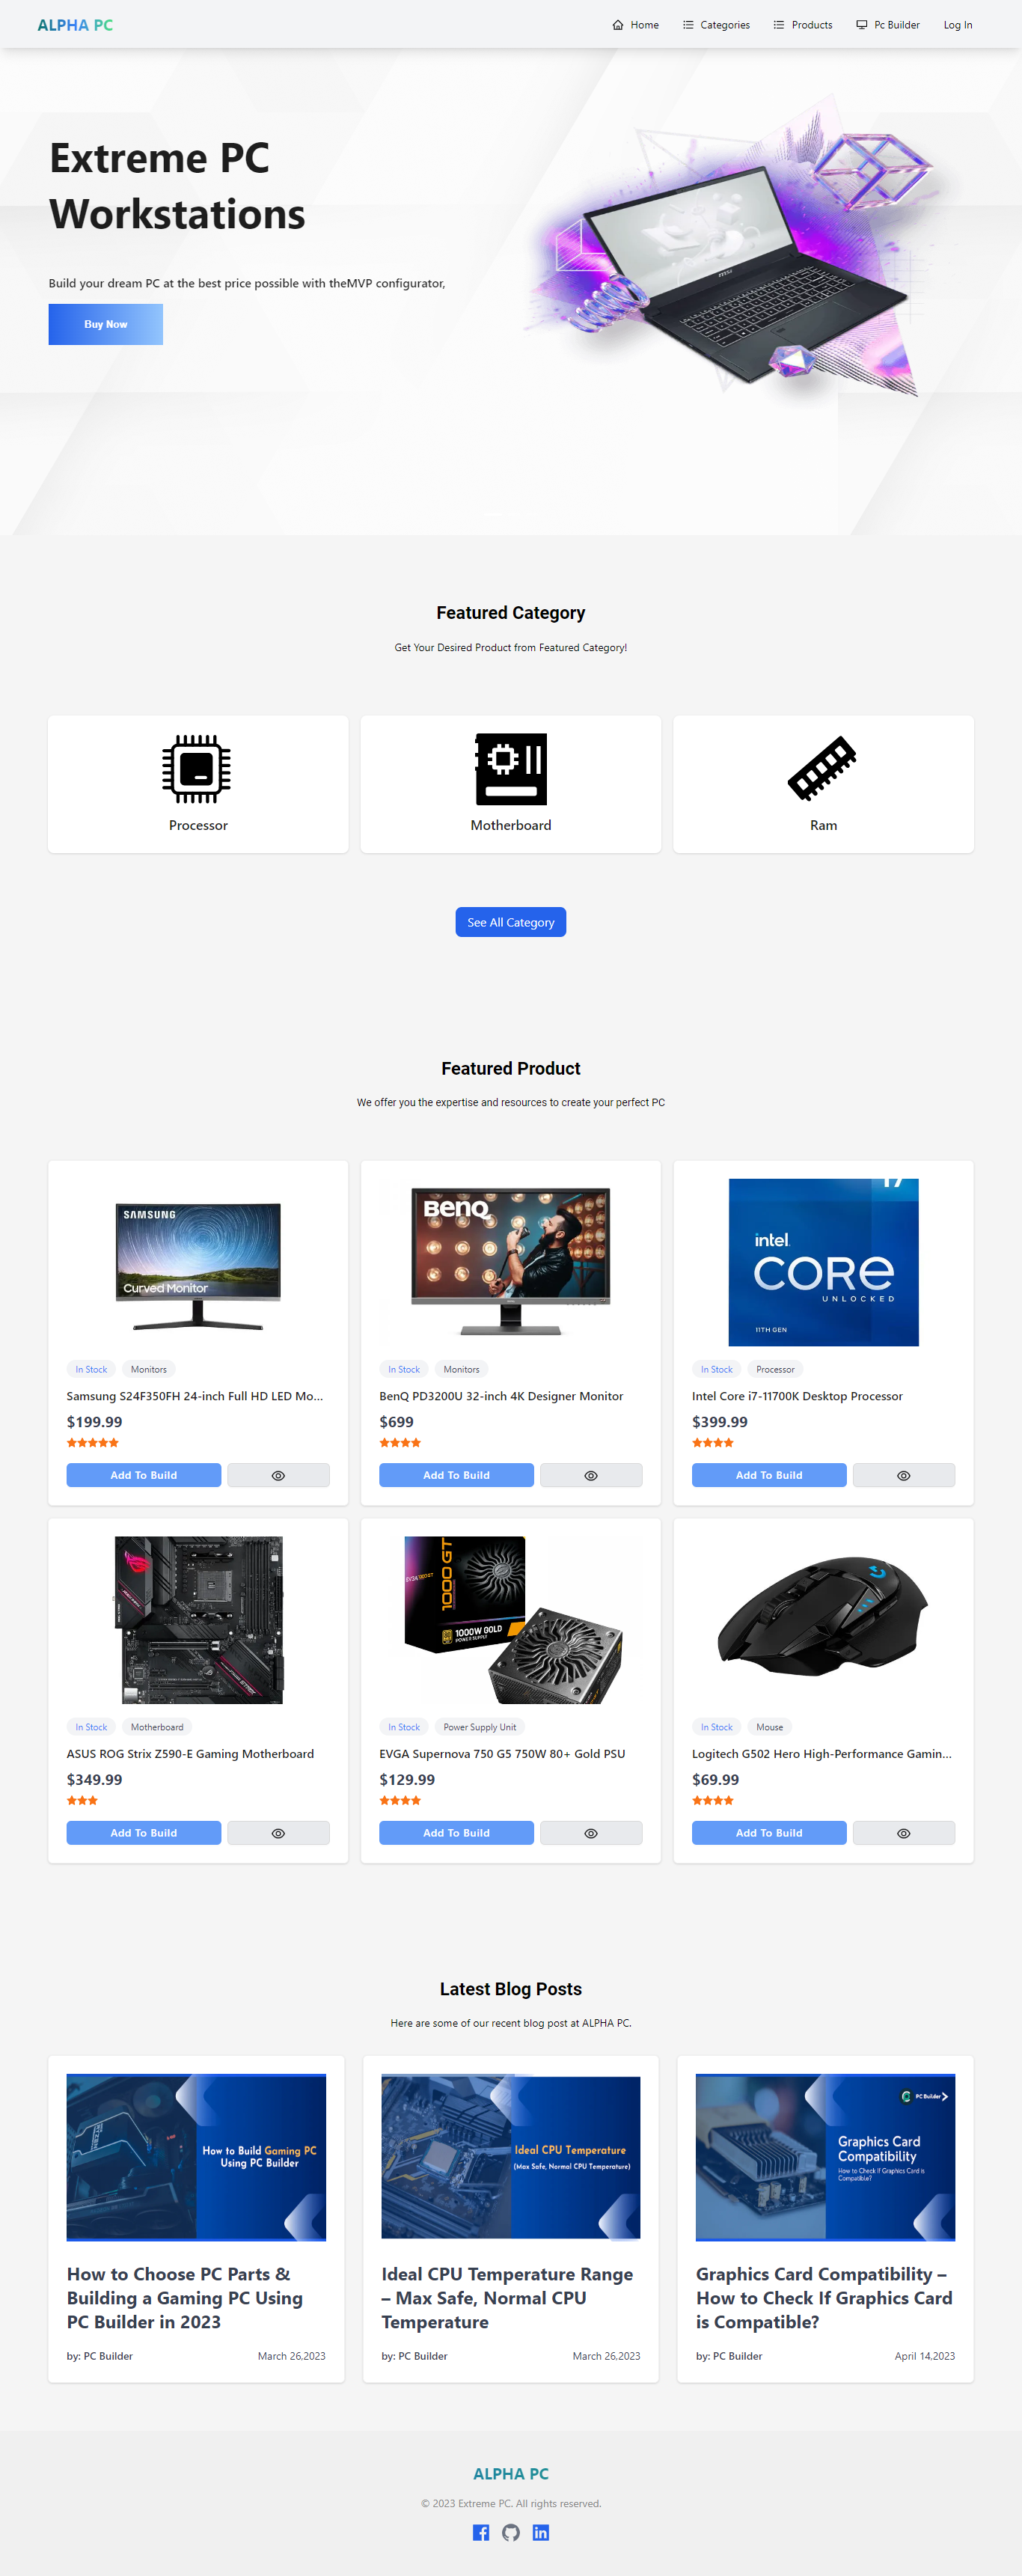 ALPHA PC
Home
Categories
Products
Pc Builder
Log In
Extreme PC
Workstations
Build your dream PC at the best price possible with theMVP configurator,
Buy Now
Featured Category
Get Your Desired Product from Featured Category!
Processor
Motherboard
Ram
See All Category
Featured Product
We offer you the expertise and resources to create your perfect PC
SAMSUNG
Curved Monitor
In Stock
Monitors
Samsung S24F350FH 24-inch Full HD LED Mo...
$199.99
Add To Build
BenQ
In Stock
Monitors
BenQ PD3200U 32-inch 4K Designer Monitor
$699
Add To Build
i7
intel.
CORE
UNLOCKED
11TH GEN
In Stock
Processor
Intel Core i7-11700K Desktop Processor
$399.99
Add To Build
In Stock
Motherboard
ASUS ROG Strix Z590-E Gaming Motherboard
$349.99
Add To Build
1000 GT
1000W GOLD
POWER SUPPLY
In Stock
Power Supply Unit
EVGA Supernova 750 G5 750W 80+ Gold PSU
$129.99
Add To Build
In Stock
Mouse
Logitech G502 Hero High-Performance Gamin...
$69.99
Add To Build
Latest Blog Posts
Here are some of our recent blog post at ALPHA PC.
How to Build Gaming PC
Using PC Builder
How to Choose PC Parts &
Building a Gaming PC Using
PC Builder in 2023
by: PC Builder
March 26,2023
Ideal CPU Temperature
(Max Safe, Normal CPU Temperature)
Ideal CPU Temperature Range
– Max Safe, Normal CPU
Temperature
by: PC Builder
March 26,2023
PC Builder
Graphics Card
Compatibility
How to Check If Graphics Card is
Compatible?
Graphics Card Compatibility –
How to Check If Graphics Card
is Compatible?
by: PC Builder
April 14,2023
ALPHA PC
© 2023 Extreme PC. All rights reserved.